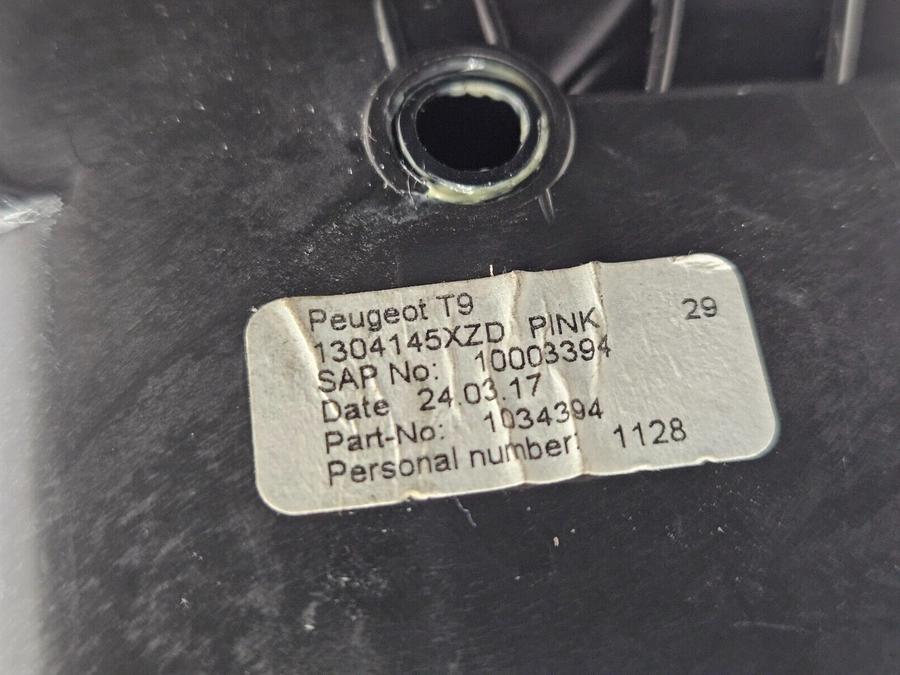 Peugeot T9 29
1304145XZD PINK
SAP No: 10003394
Date 24.03.17
Part-No: 1034394
Personal number: 1128